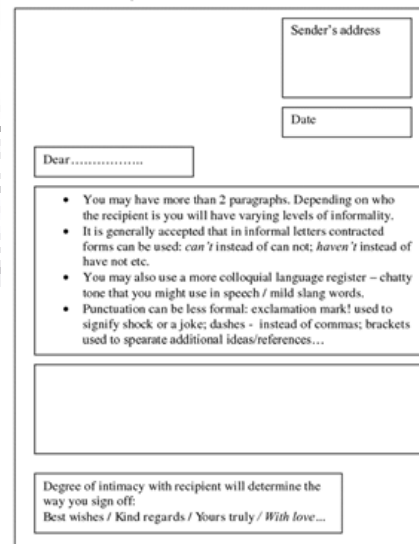 Sender's address
Date
Dear……………..
• You may have more than 2 paragraphs. Depending on who
the recipient is you will have varying levels of informality.
• It is generally accepted that in informal letters contracted
forms can be used: can't instead of can not; haven't instead of
have not etc.
• You may also use a more colloquial language register – chatty
tone that you might use in speech / mild slang words.
• Punctuation can be less formal: exclamation mark! used to
signify shock or a joke; dashes - instead of commas; brackets
used to spearate additional ideas/references…
Degree of intimacy with recipient will determine the
way you sign off:
Best wishes / Kind regards / Yours truly / With love…